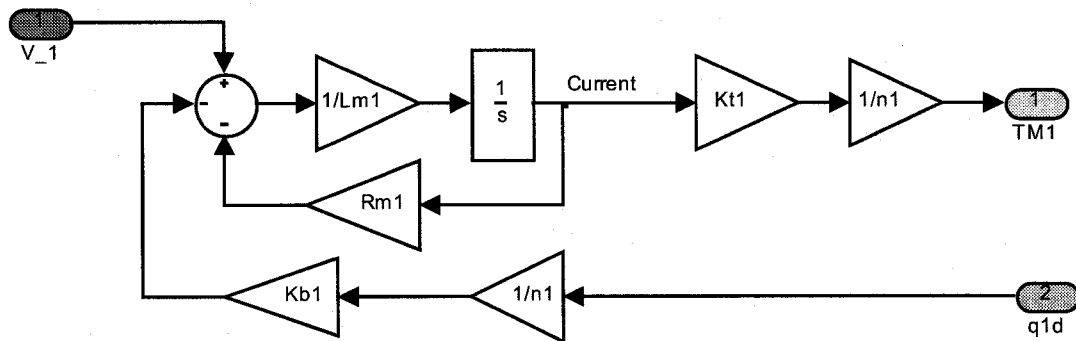 1
V_1
+
-
-
1/Lm1
1
s
Current
Kt1
1/n1
1
TM1
Rm1
Kb1
1/n1
2
q1d